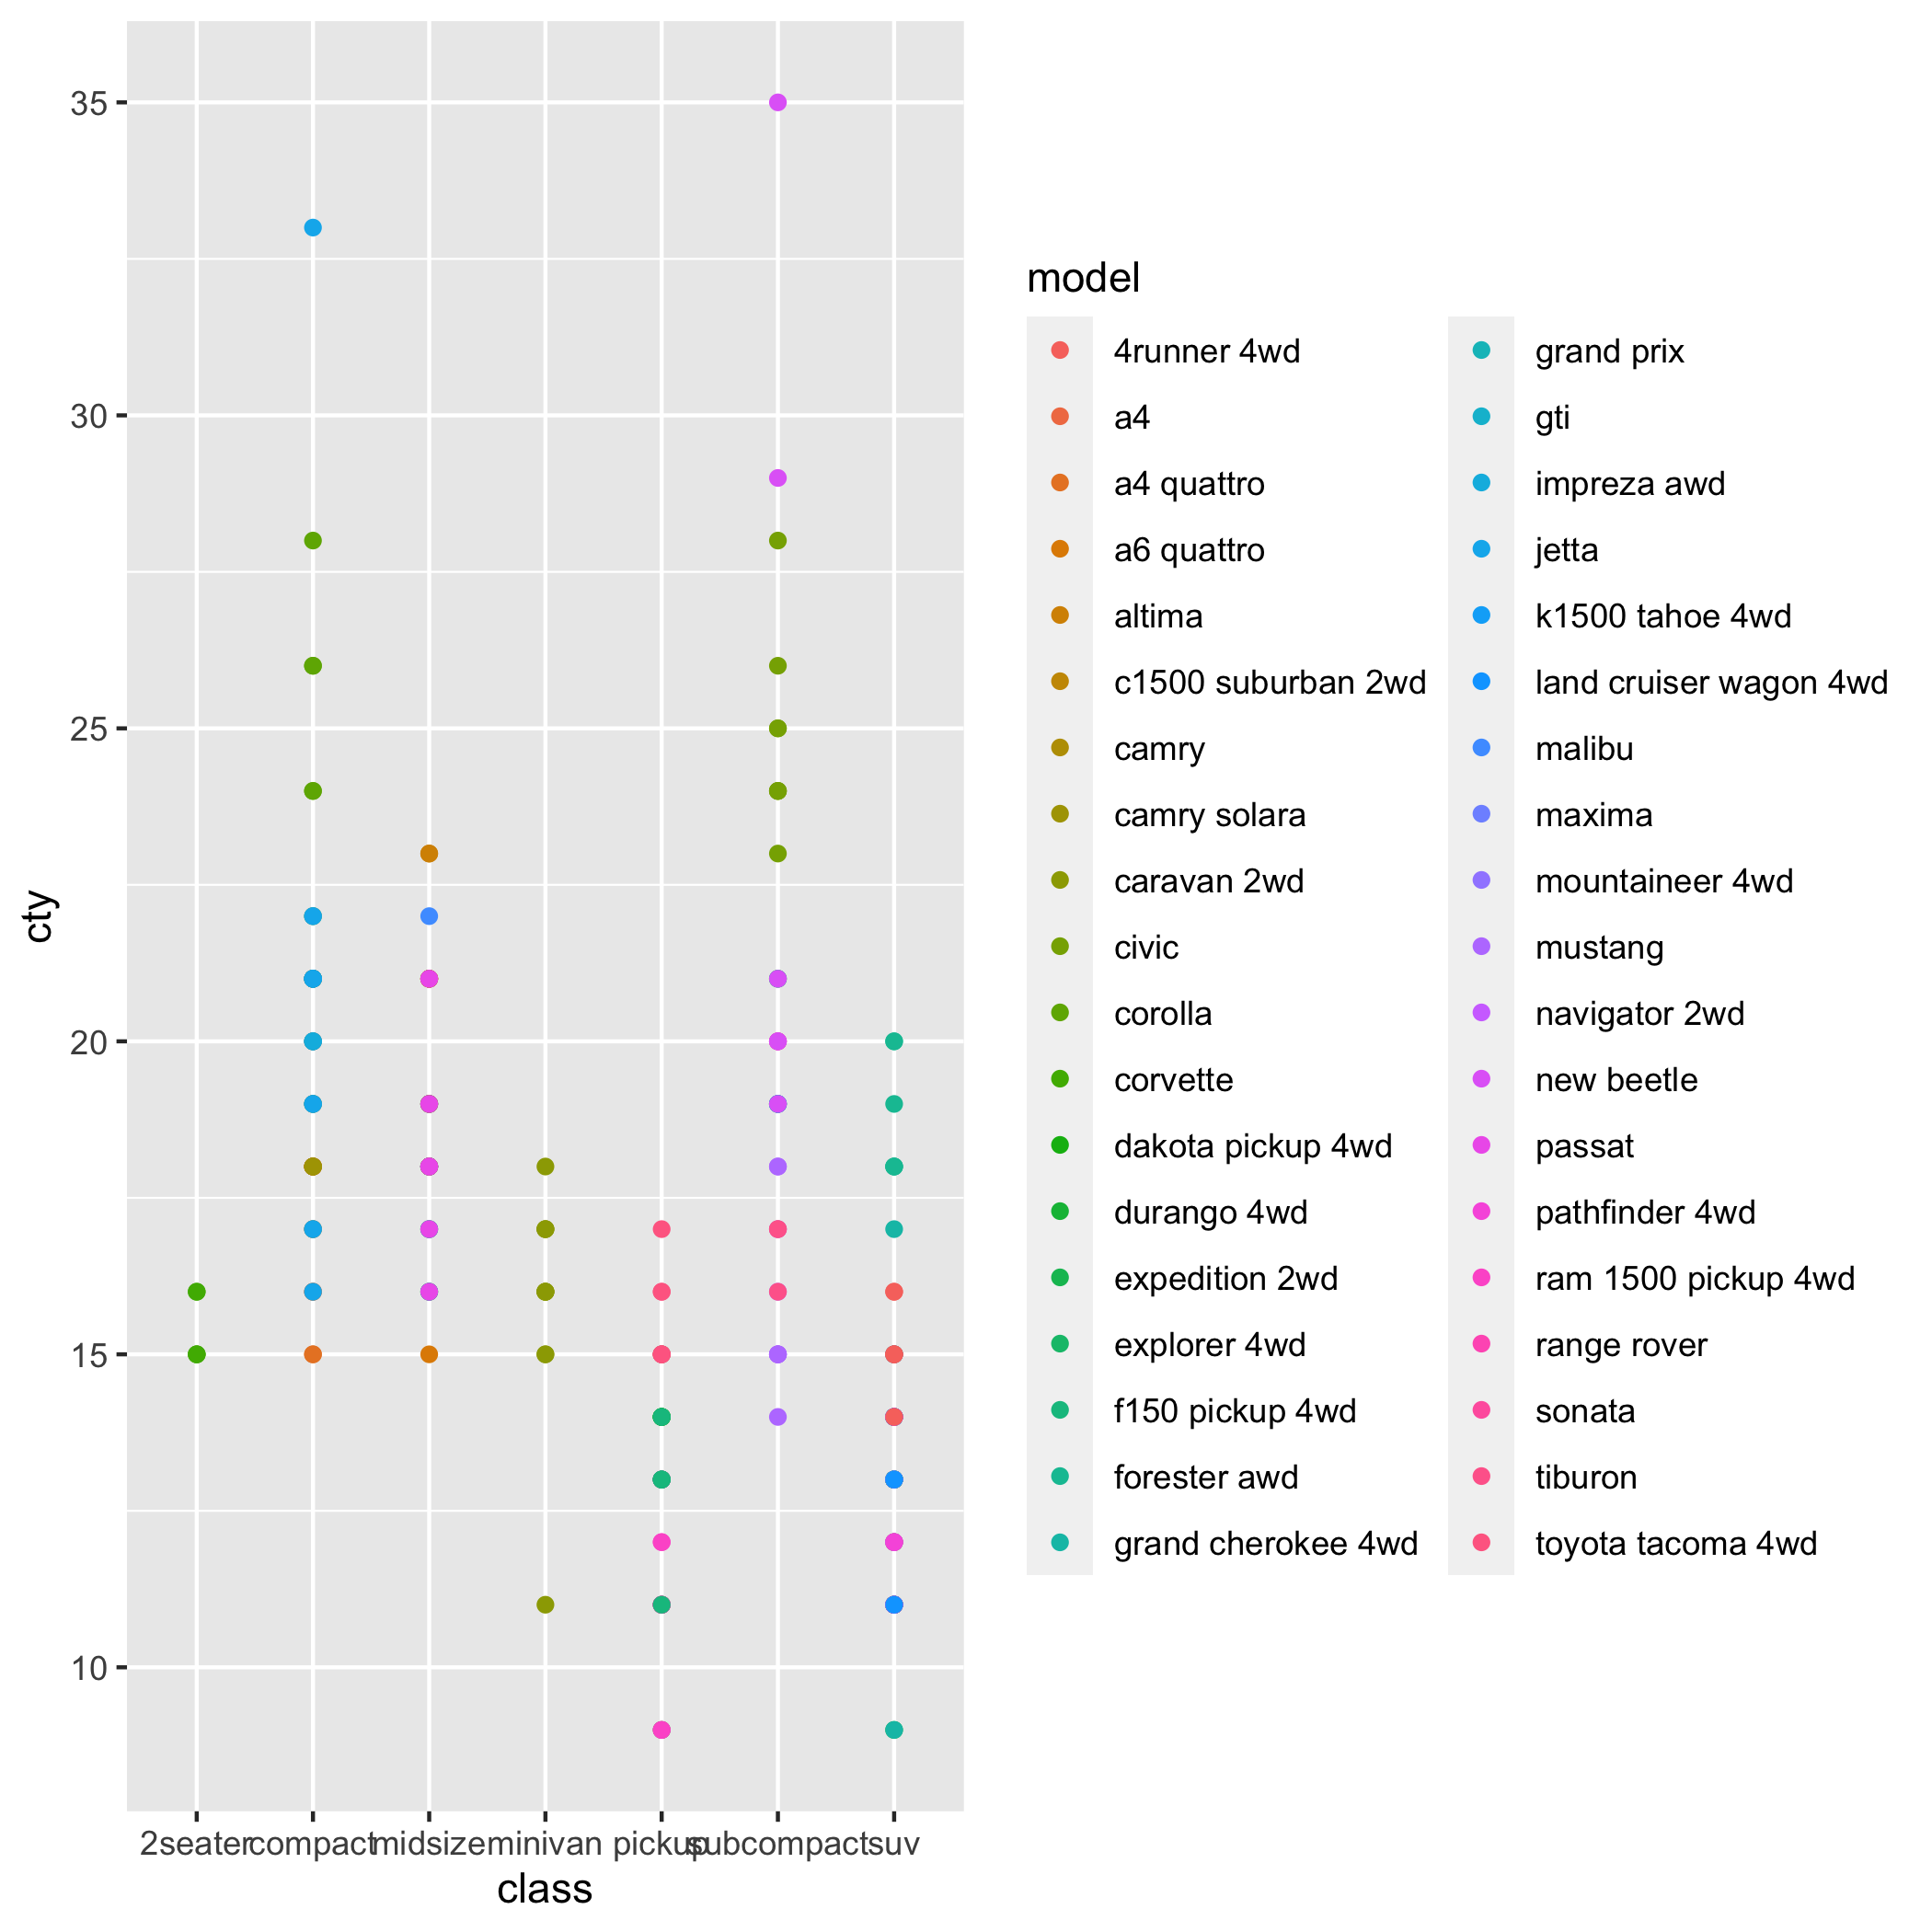 35
30
25
20
15
10
cty
2seater compact midsize minivan pickup subcompact suv
class
model
4runner 4wd
a4
a4 quattro
a6 quattro
altima
c1500 suburban 2wd
camry
camry solara
caravan 2wd
civic
corolla
corvette
dakota pickup 4wd
durango 4wd
expedition 2wd
explorer 4wd
f150 pickup 4wd
forester awd
grand cherokee 4wd
grand prix
gti
impreza awd
jetta
k1500 tahoe 4wd
land cruiser wagon 4wd
malibu
maxima
mountaineer 4wd
mustang
navigator 2wd
new beetle
passat
pathfinder 4wd
ram 1500 pickup 4wd
range rover
sonata
tiburon
toyota tacoma 4wd